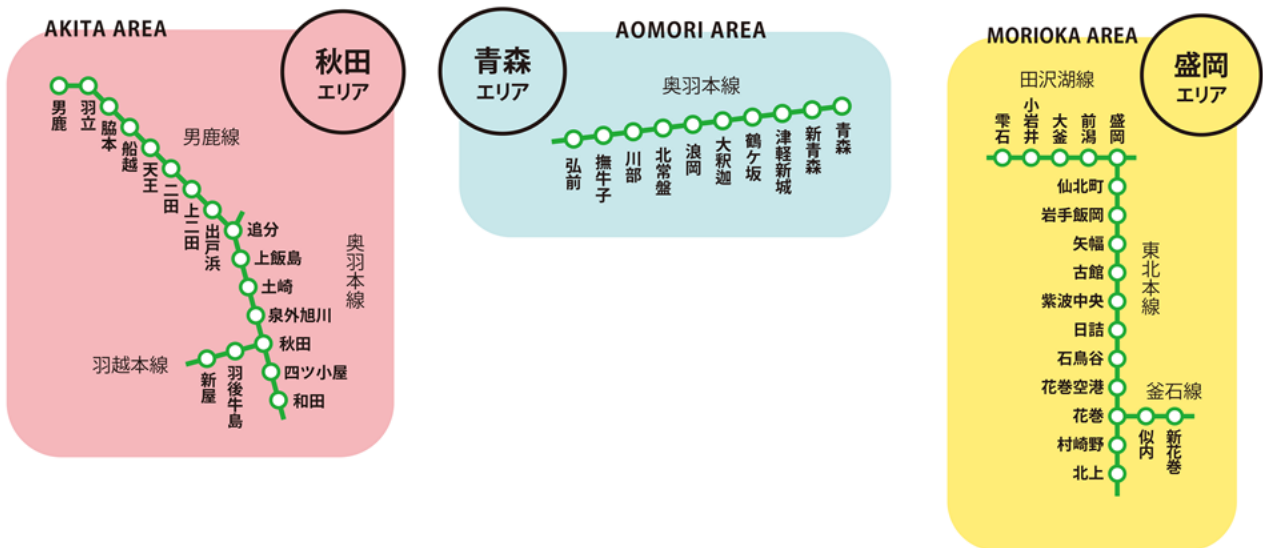 AKITA AREA
秋田
エリア
男鹿
羽立
脇本
船越
天王
二田
上二田
出戸浜
男鹿線
追分
上飯島
土崎
泉外旭川
秋田
四ツ小屋
和田
奥羽本線
羽越本線
新屋
羽後牛島
青森
エリア
AOMORI AREA
奥羽本線
弘前
撫牛子
川部
北常盤
浪岡
大釈迦
鶴ケ坂
津軽新城
新青森
青森
MORIOKA AREA
盛岡
エリア
田沢湖線
雫石
小岩井
大釜
前潟
盛岡
仙北町
岩手飯岡
矢幅
古館
紫波中央
日詰
石鳥谷
花巻空港
花巻
村崎野
北上
東北本線
釜石線
似内
新花巻